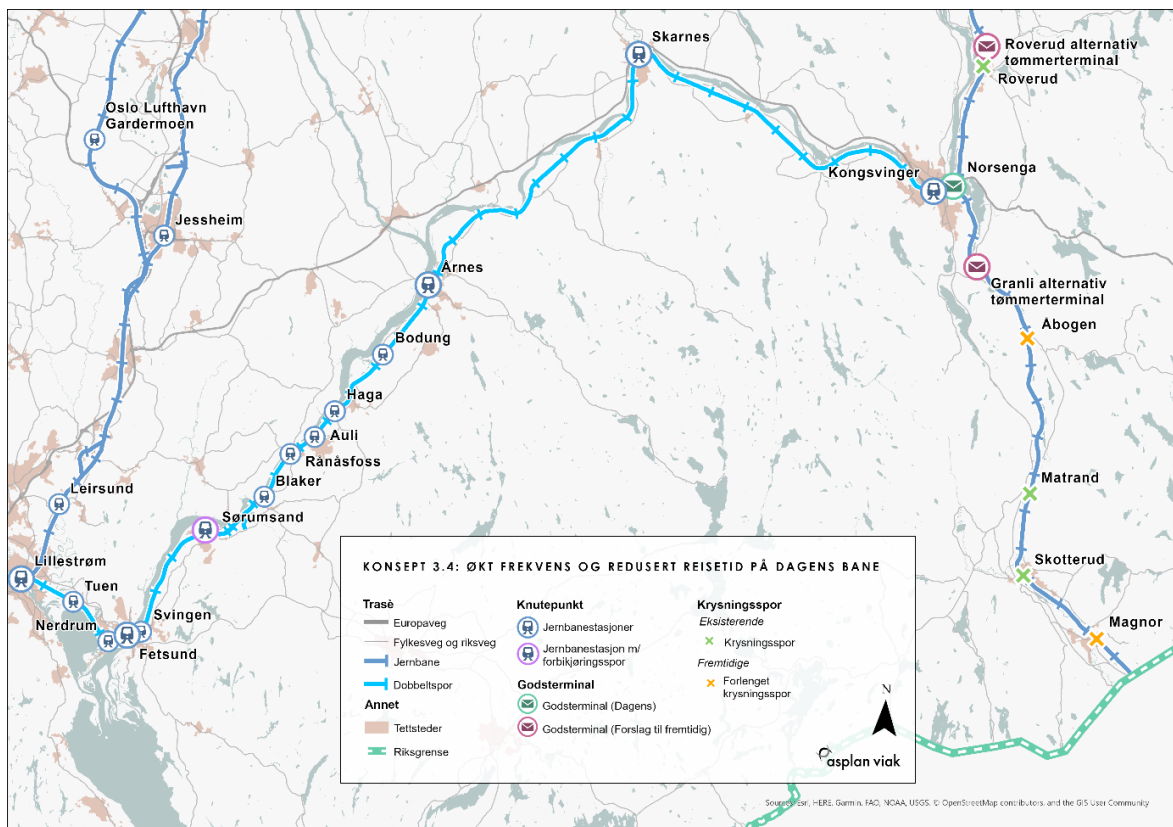 Skarnes
Roverud alternativ
tømmerterminal
Roverud
Oslo Lufthavn
Gardermoen
Kongsvinger
Norsenga
Jessheim
Årnes
Granli alternativ
tømmerterminal
Åbogen
Bodung
Haga
Auli
Rånåsfoss
Blaker
Leirsund
Matrand
Sørumsand
Lillestrøm
Skotterud
Tuen
Svingen
Nerdrum
Fetsund
Magnor
KONSEPT 3.4: ØKT FREKVENS OG REDUSERT REISETID PÅ DAGENS BANE
Trasè
Europaveg
Fylkesveg og riksveg
Jernbane
Dobbeltspor
Annet
Tettsteder
Riksgrense
Knutepunkt
Jernbanestasjoner
Jernbanestasjon m/
forbikjøringsspor
Godsterminal
Godsterminal (Dagens)
Godsterminal (Forslag til fremtidig)
Krysningsspor
Eksisterende
Krysningsspor
Fremtidige
Forlenget
krysningsspor
N
asplan viak
Sources: Esri, HERE, Garmin, FAO, NOAA, USGS, © OpenStreetMap contributors, and the GIS User Community